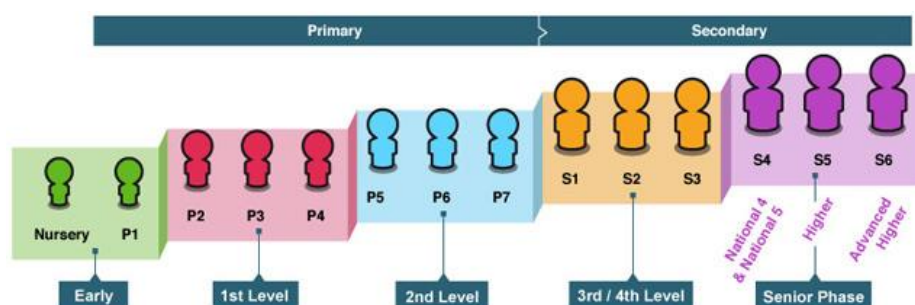 Primary
Secondary
Nursery
P1
P2
P3
P4
P5
P6
P7
S1
S2
S3
S4
S5
S6
National 4
& National 5
Higher
Advanced
Higher
Early
1st Level
2nd Level
3rd / 4th Level
Senior Phase